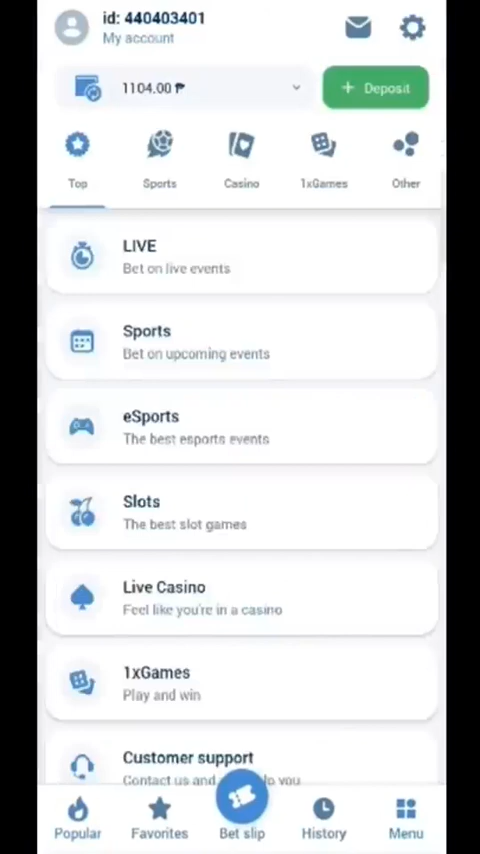 id: 440403401
My account
1104.00 ₱
+ Deposit
Top
Sports
Casino
1xGames
Other
LIVE
Bet on live events
Sports
Bet on upcoming events
eSports
The best esports events
Slots
The best slot games
Live Casino
Feel like you're in a casino
1xGames
Play and win
Customer support
Contact us and lp you
Popular
Favorites
Bet slip
History
Menu